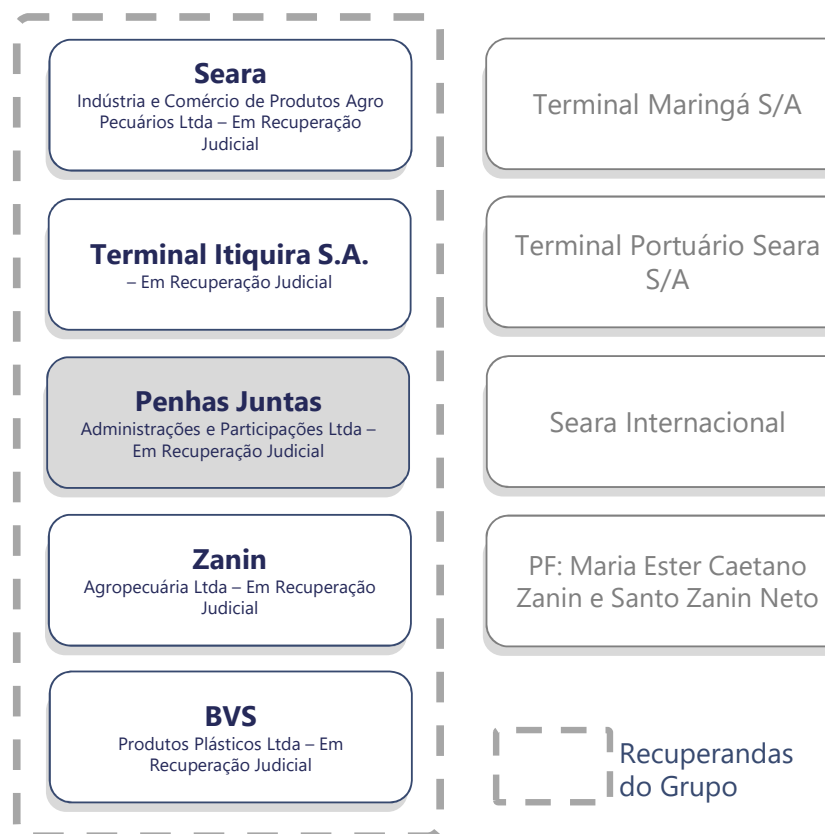 Seara
Indústria e Comércio de Produtos Agro
Pecuários Ltda – Em Recuperação
Judicial
Terminal Itiquira S.A.
– Em Recuperação Judicial
Penhas Juntas
Administrações e Participações Ltda –
Em Recuperação Judicial
Zanin
Agropecuária Ltda – Em Recuperação
Judicial
BVS
Produtos Plásticos Ltda – Em
Recuperação Judicial
Terminal Maringá S/A
Terminal Portuário Seara
S/A
Seara Internacional
PF: Maria Ester Caetano
Zanin e Santo Zanin Neto
Recuperandas
do Grupo